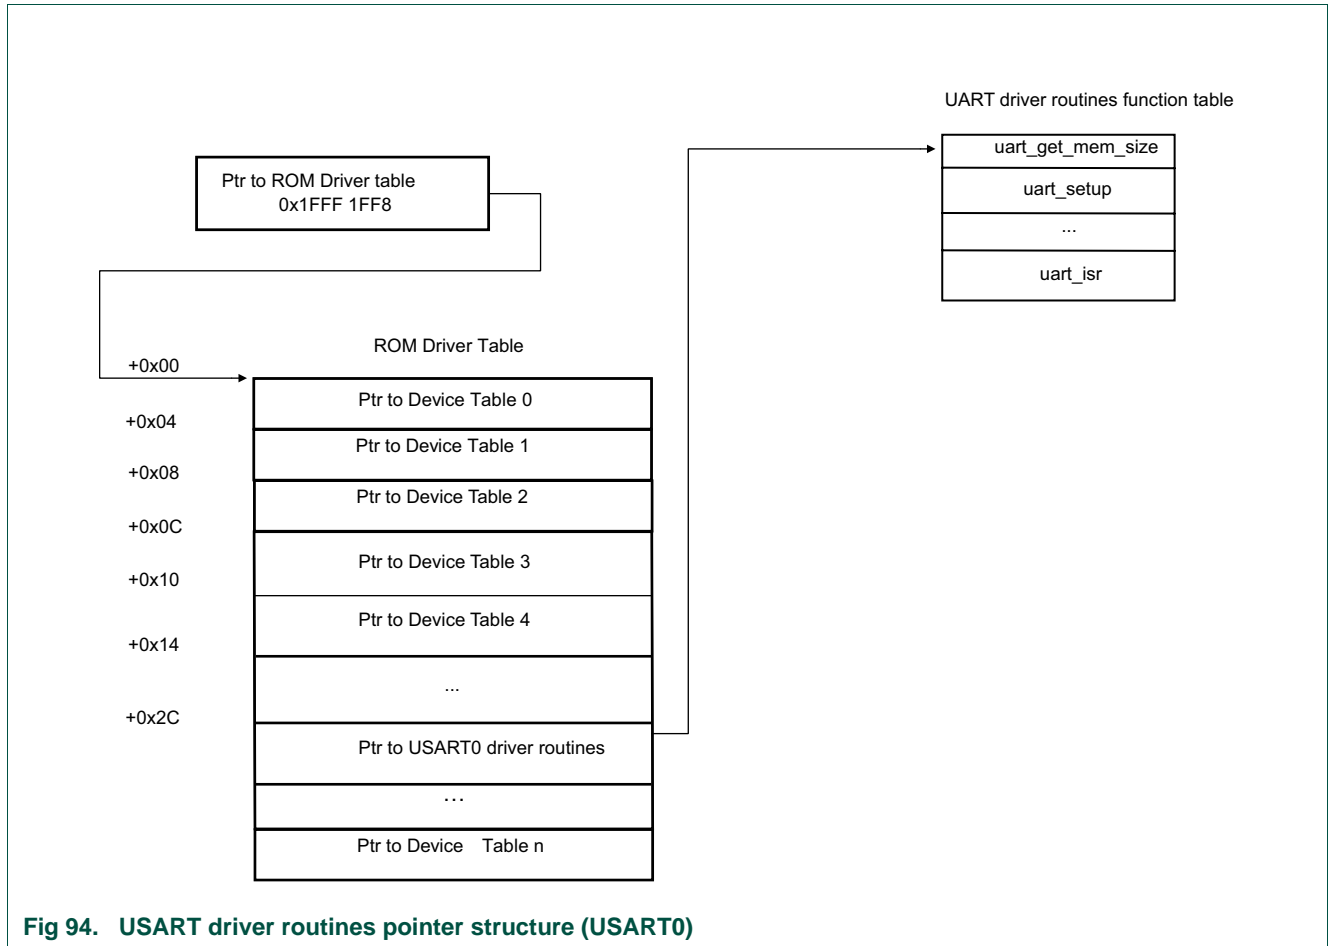 UART driver routines function table
uart_get_mem_size
uart_setup
...
uart_isr
Ptr to ROM Driver table
0x1FFF 1FF8
ROM Driver Table
+0x00
Ptr to Device Table 0
+0x04
Ptr to Device Table 1
+0x08
Ptr to Device Table 2
+0x0C
Ptr to Device Table 3
+0x10
Ptr to Device Table 4
+0x14
...
+0x2C
Ptr to USART0 driver routines
...
Ptr to Device Table n
Fig 94. USART driver routines pointer structure (USART0)